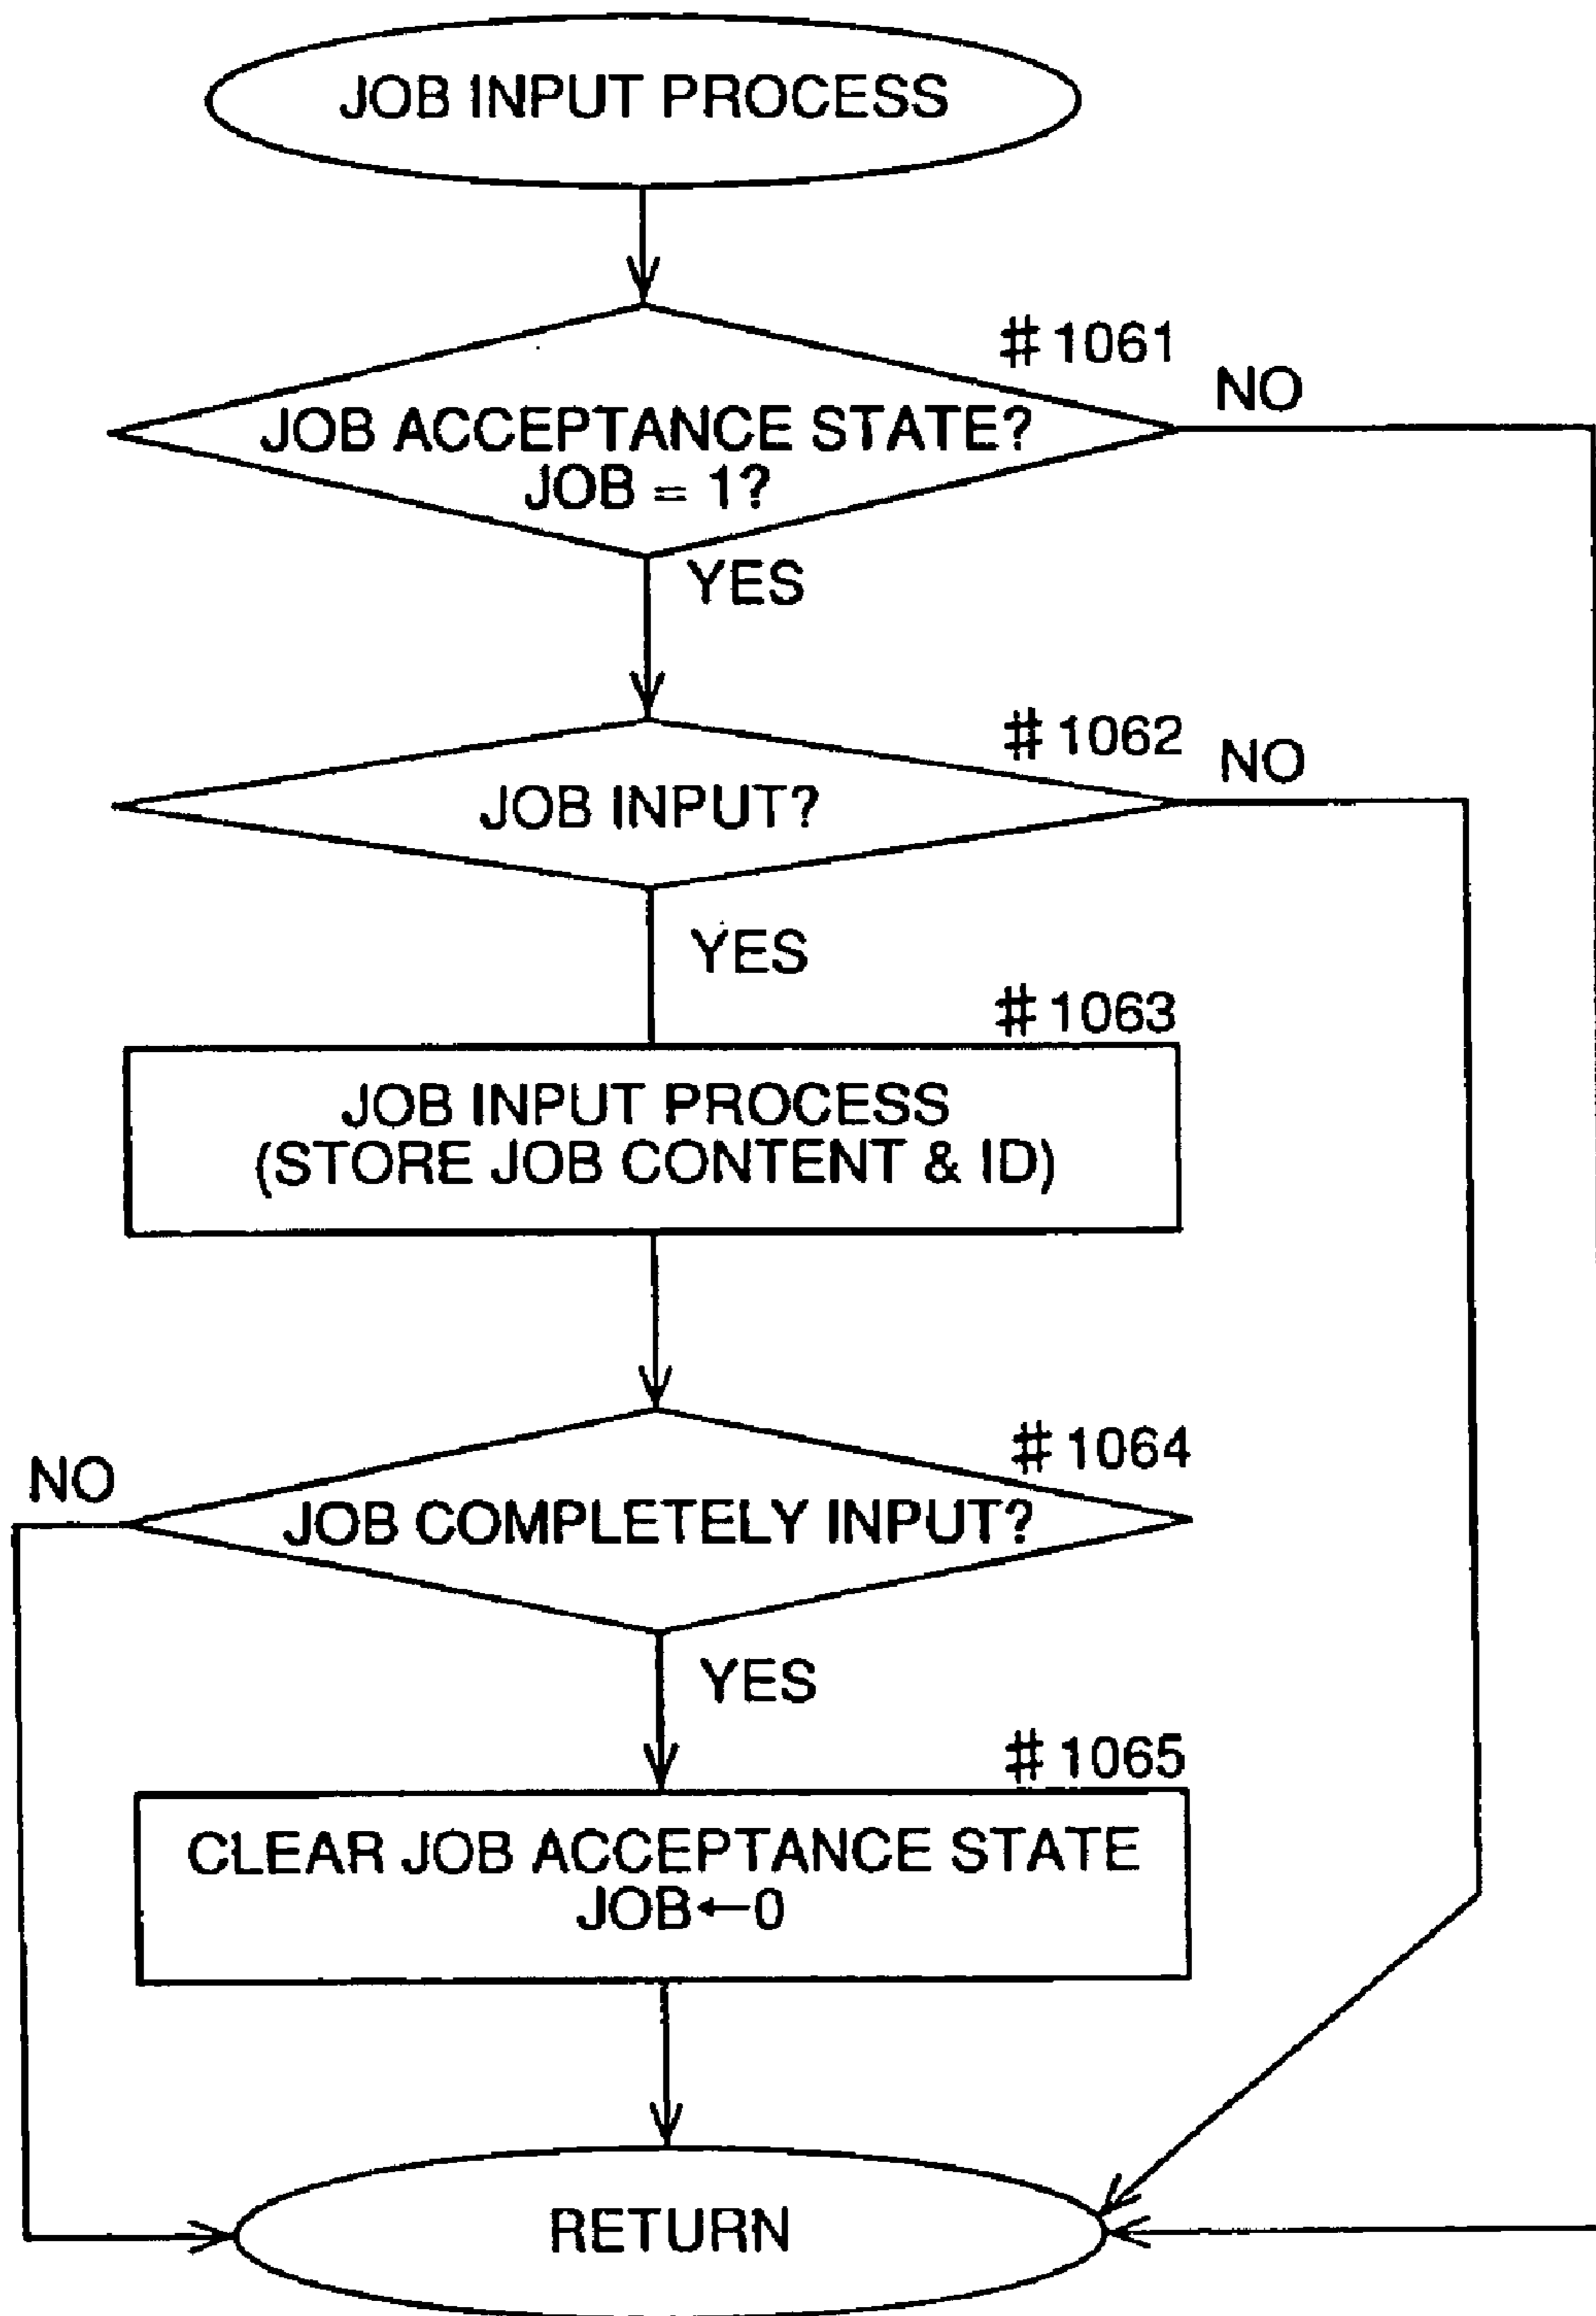 JOB INPUT PROCESS
#1061
NO
JOB ACCEPTANCE STATE?
JOB = 1?
YES
#1062
NO
JOB INPUT?
YES
#1063
JOB INPUT PROCESS
(STORE JOB CONTENT & ID)
#1064
NO
JOB COMPLETELY INPUT?
YES
#1065
CLEAR JOB ACCEPTANCE STATE
JOB←0
RETURN